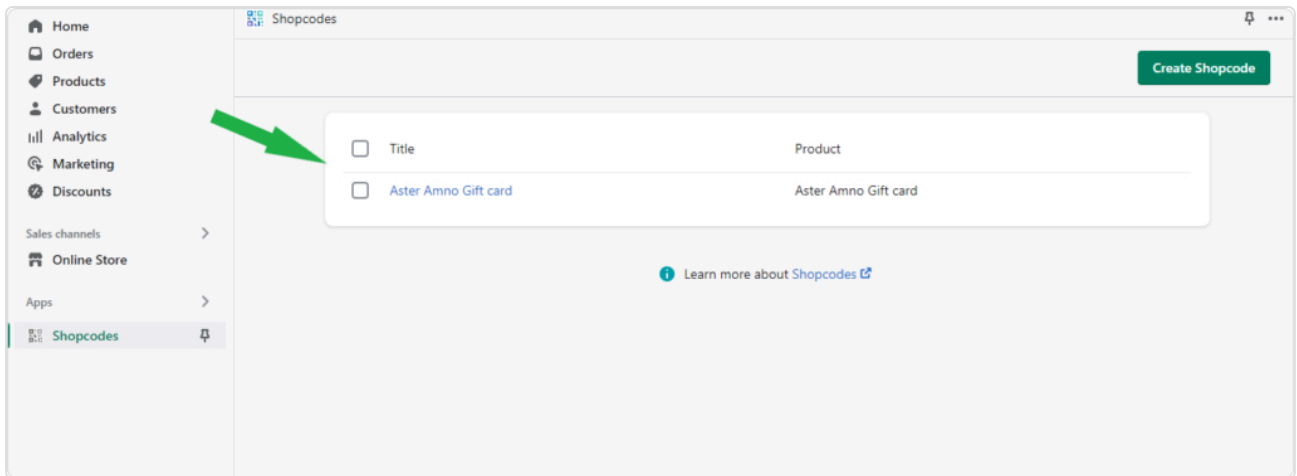 Home
Orders
Products
Customers
Analytics
Marketing
Discounts
Sales channels
Online Store
Apps
Shopcodes
Shopcodes
Create Shopcode
Title Product
Aster Amno Gift card Aster Amno Gift card
Learn more about Shopcodes